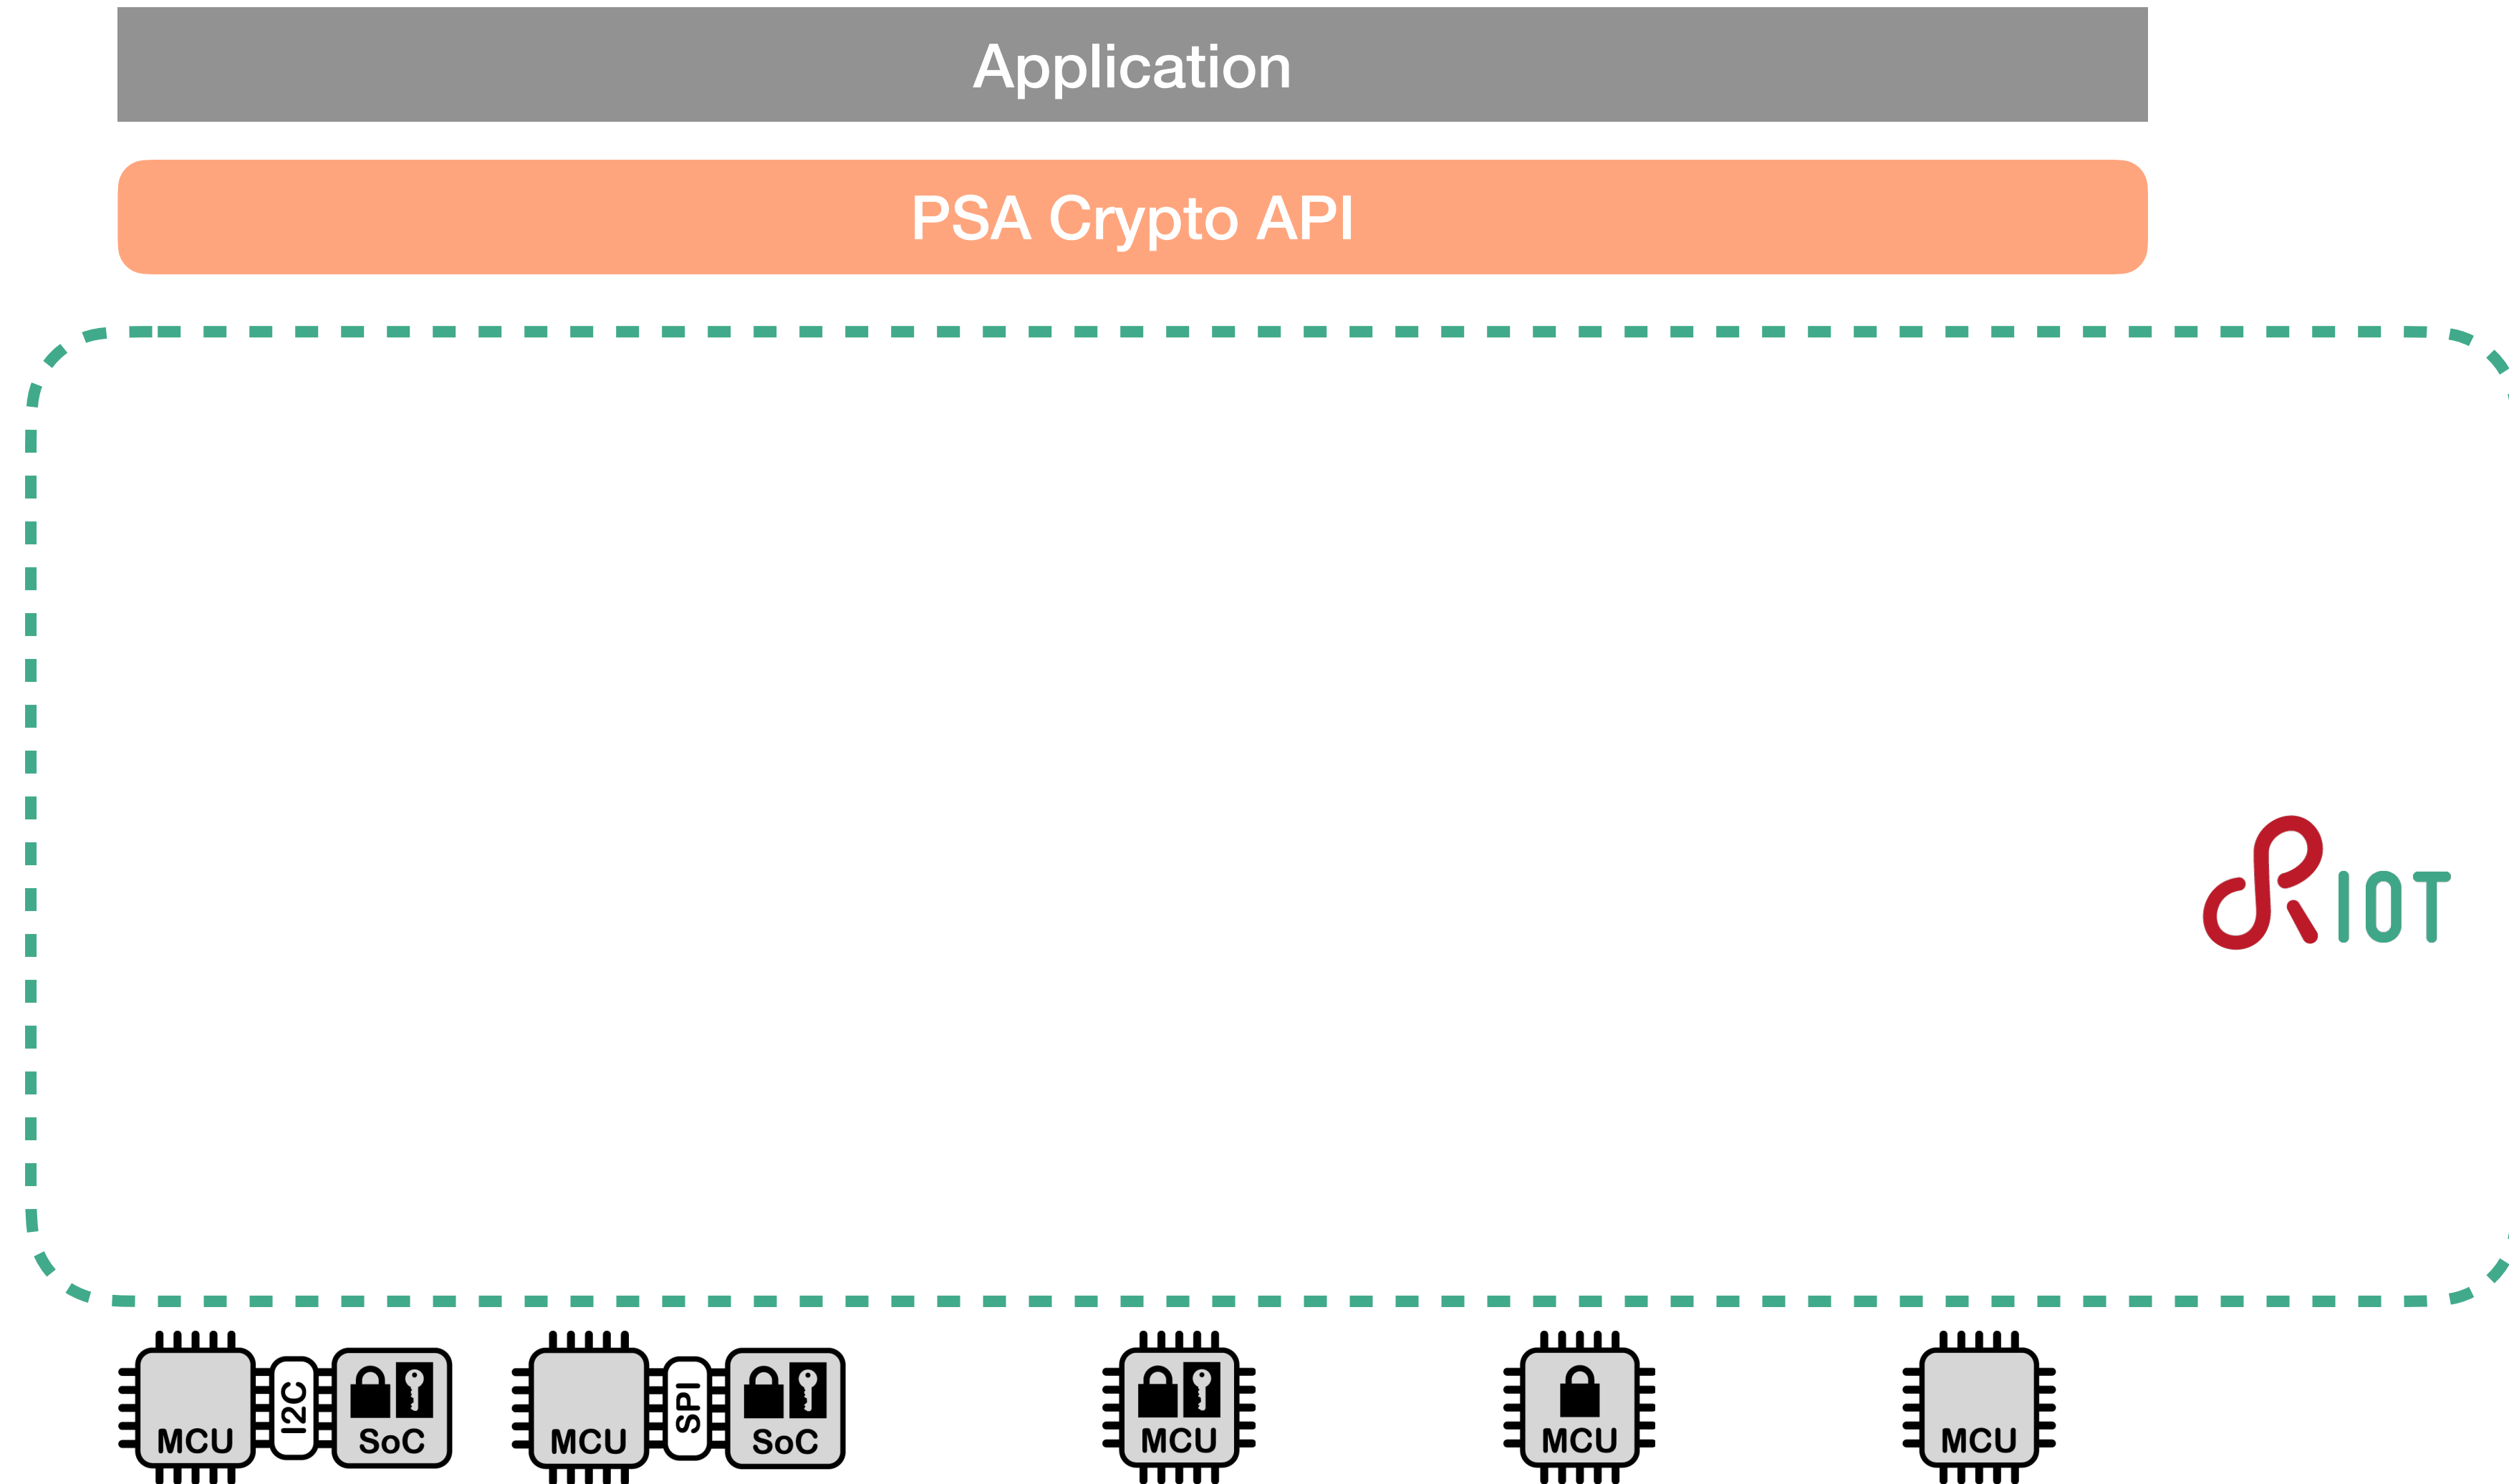 Application
PSA Crypto API
RIOT
MCU
I2C
SoC
MCU
SPI
SoC
MCU
MCU
MCU